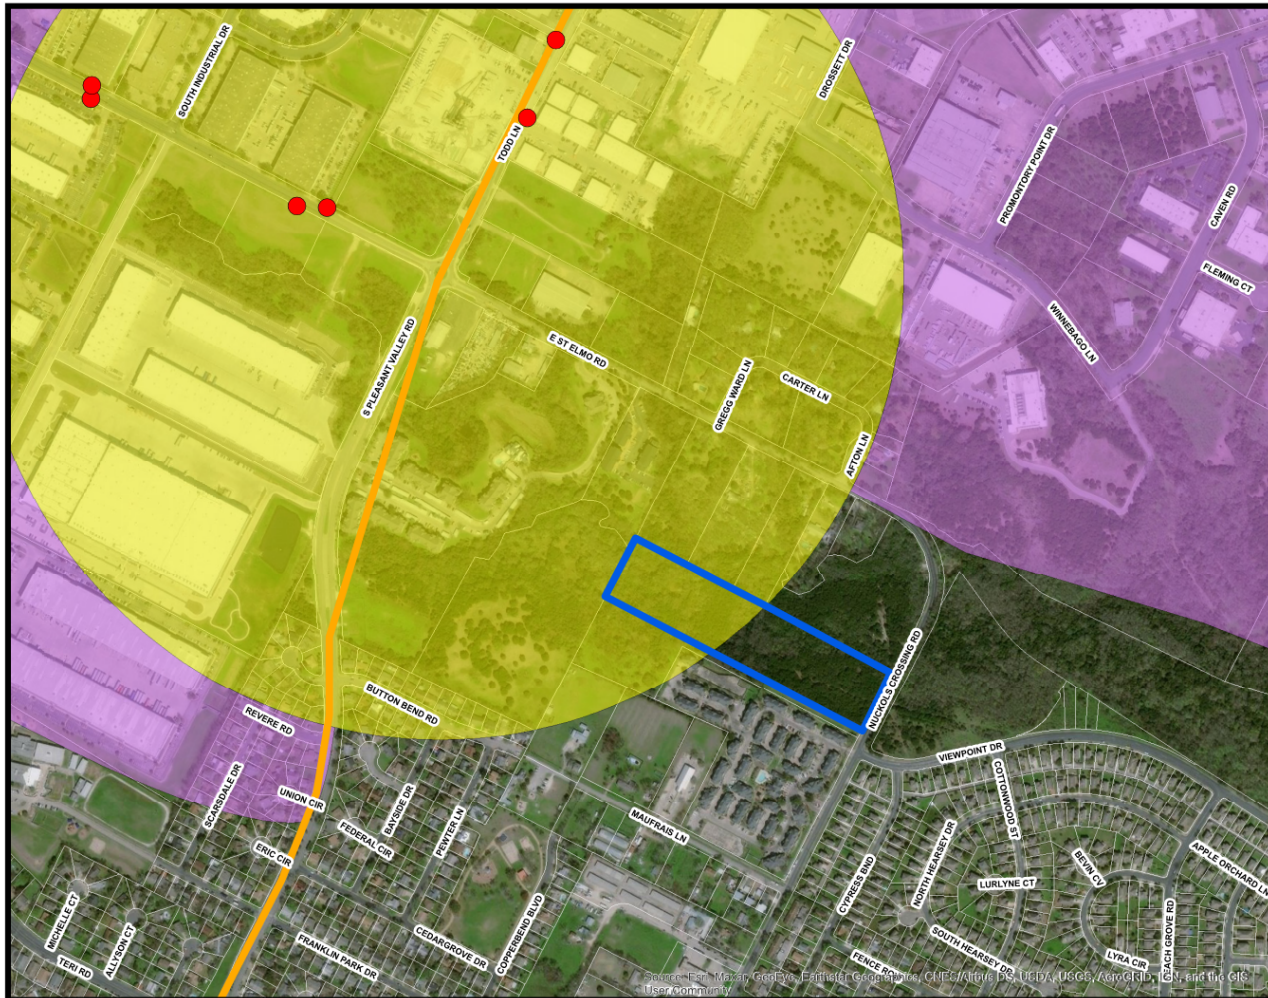 SOUTH INDUSTRIAL DR
DROSSETT DR
TODD LN
PROMONTORY POINT DR
CAVEN RD
FLEMING CT
WINNEBAGO LN
S PLEASANT VALLEY RD
E ST ELMO RD
GREGG WARD LN
CARTER LN
AFTON LN
NUCKOLS CROSSING RD
BUTTON BEND RD
REVERE RD
VIEWPOINT DR
SCARSDALE DR
UNION CIR
BAYSIDE DR
FEDERAL CIR
PEWTER LN
MAUFRAIS LN
COTTONWOOD ST
NORTH HEARSEY DR
ERIC CIR
CYPRESS BND
BEVIN CV
APPLE ORCHARD LN
LURLYNE CT
MICHELLE CT
ALLYSON CT
TERI RD
FRANKLIN PARK DR
CEDARGROVE DR
COPPERBEND BLVD
SOUTH HEARSEY DR
LYRA CIR
EACH GROVE RD
FENCE RO
Source: Esri, Maxar, GeoEye, Earthstar Geographics, CNES/Airbus DS, USDA, USGS, AeroGRID, IGN, and the GIS
User Community